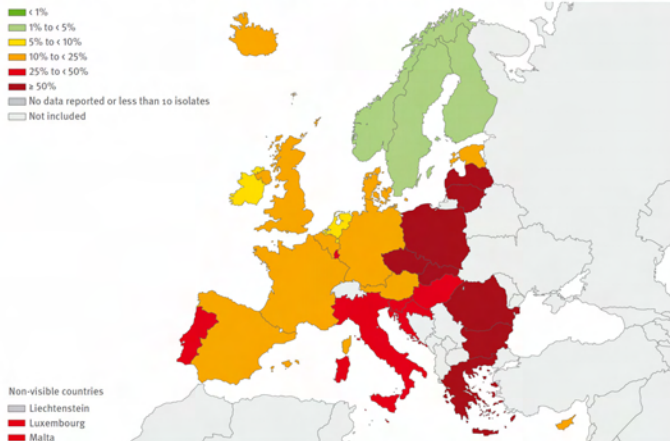 < 1%
1% to < 5%
5% to < 10%
10% to < 25%
25% to < 50%
≥ 50%
No data reported or less than 10 isolates
Not included
Non-visible countries
Liechtenstein
Luxembourg
Malta